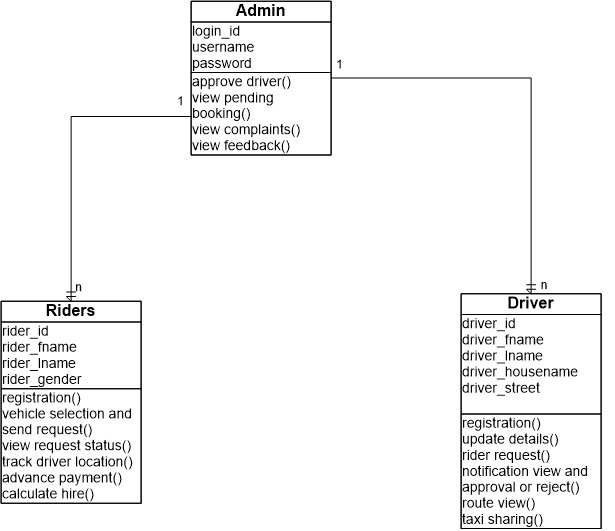 Admin
login_id
username
password
approve driver()
view pending
booking()
view complaints()
view feedback()
1
1
n
n
Riders
rider_id
rider_fname
rider_lname
rider_gender
registration()
vehicle selection and
send request()
view request status()
track driver location()
advance payment()
calculate hire()
Driver
driver_id
driver_fname
driver_lname
driver_housename
driver_street
registration()
update details()
rider request()
notification view and
approval or reject()
route view()
taxi sharing()